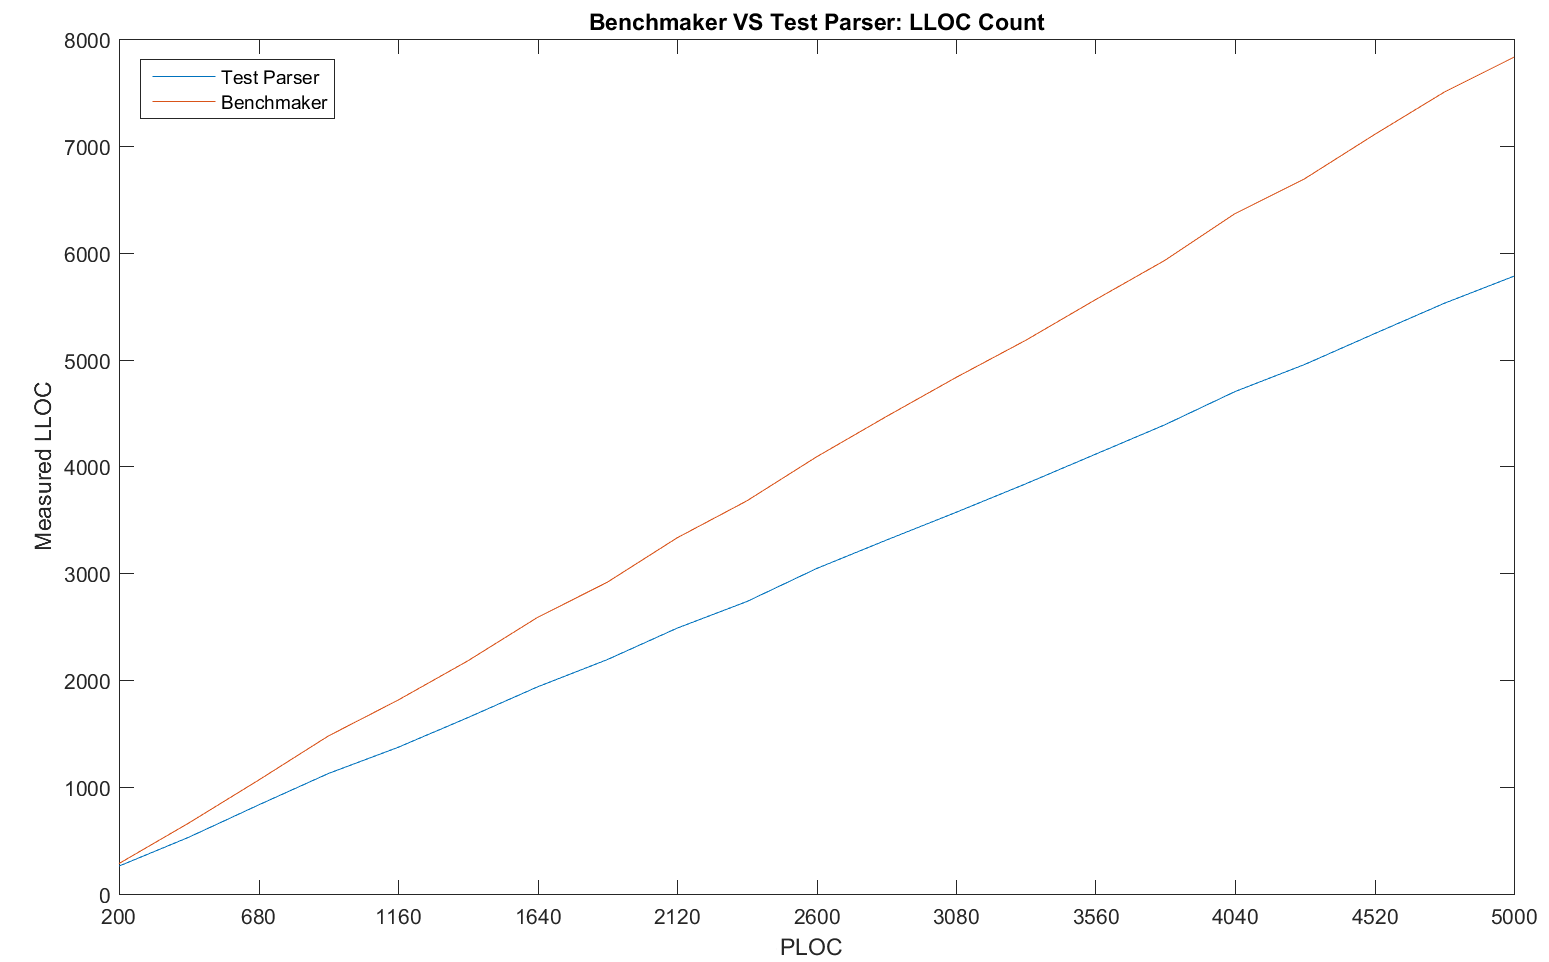 Benchmaker VS Test Parser: LLOC Count
8000
7000
6000
5000
4000
3000
2000
1000
0
Measured LLOC
Test Parser
Benchmaker
200 680 1160 1640 2120 2600 3080 3560 4040 4520 5000
PLOC